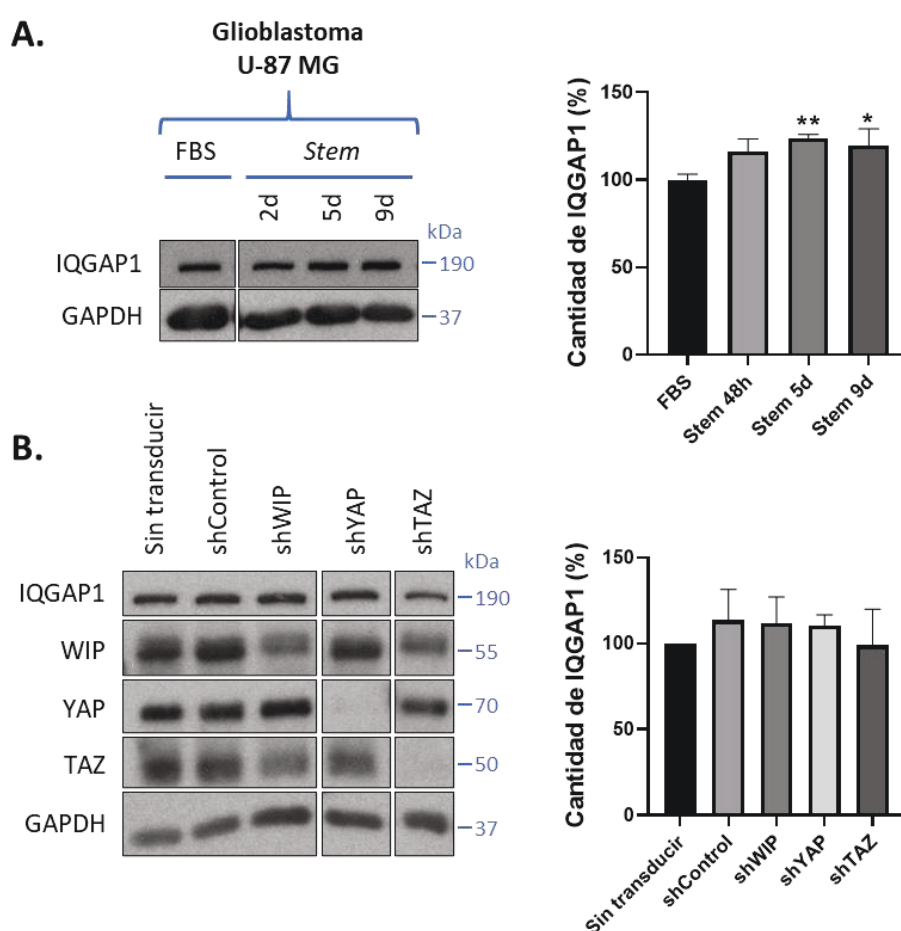 A.
Glioblastoma
U-87 MG
FBS
Stem
2d
5d
9d
kDa
IQGAP1
190
GAPDH
37
Cantidad de IQGAP1 (%)
150
100
50
0
**
*
FBS
Stem 48h
Stem 5d
Stem 9d
B.
Sin transducir
shControl
shWIP
shYAP
shTAZ
kDa
IQGAP1
190
WIP
55
YAP
70
TAZ
50
GAPDH
37
Cantidad de IQGAP1 (%)
150
100
50
0
Sin transducir
shControl
shWIP
shYAP
shTAZ